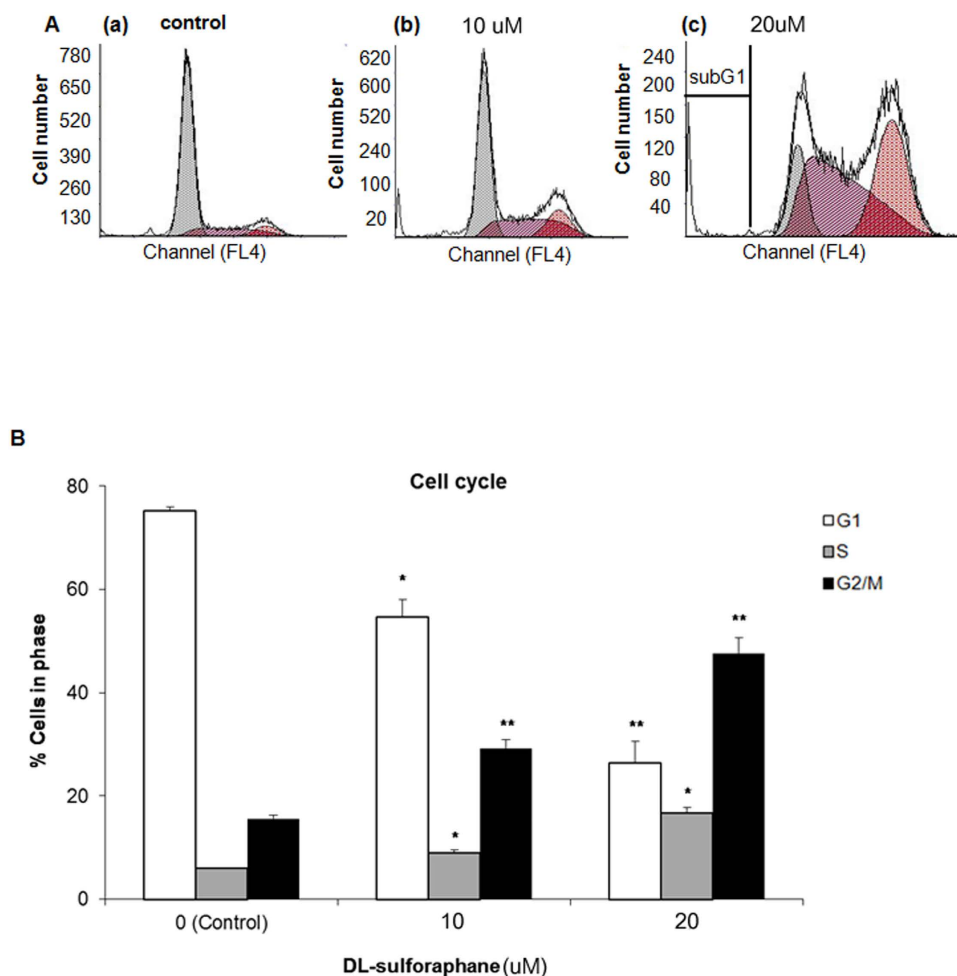 A (a) control
Cell number
780
650
520
390
260
130
Channel (FL4)
(b) 10 uM
Cell number
620
600
520
240
100
20
Channel (FL4)
(c) 20uM
Cell number
240
200
150
120
80
40
subG1
Channel (FL4)
B
Cell cycle
% Cells in phase
80
60
40
20
0
*
*
**
**
*
**
G1
S
G2/M
0 (Control) 10 20
DL-sulforaphane (uM)